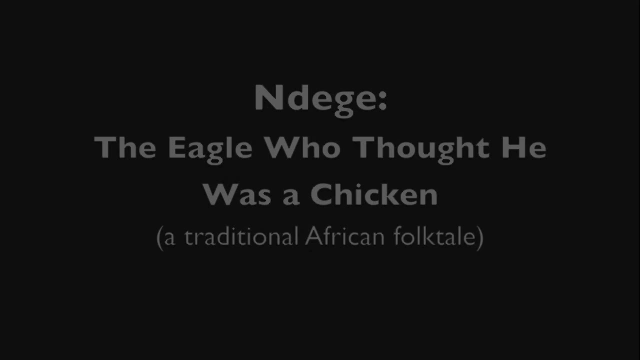 Ndege:
The Eagle Who Thought He
Was a Chicken
(a traditional African folktale)